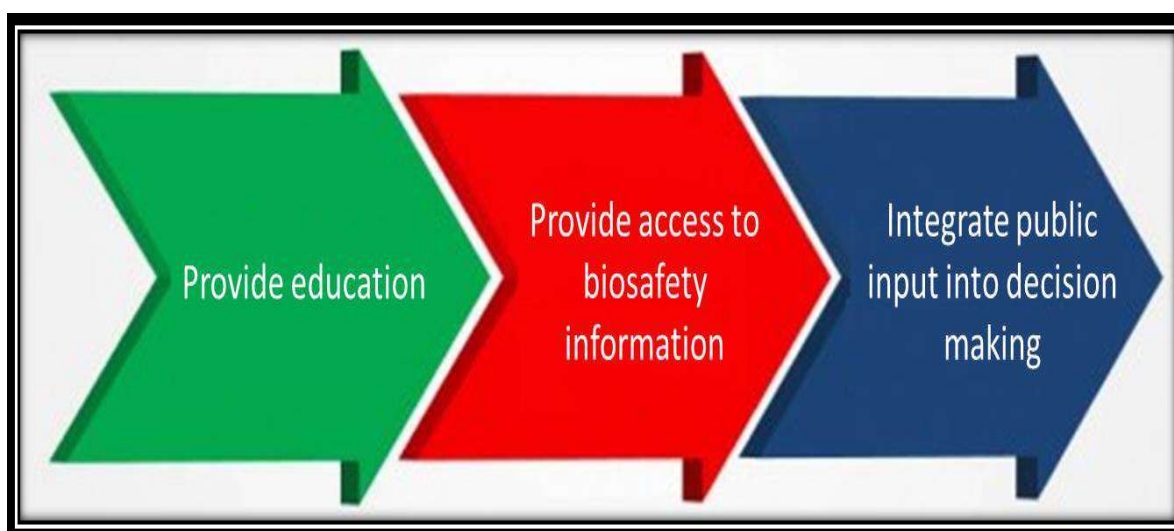 Provide education
Provide access to
biosafety
information
Integrate public
input into decision
making